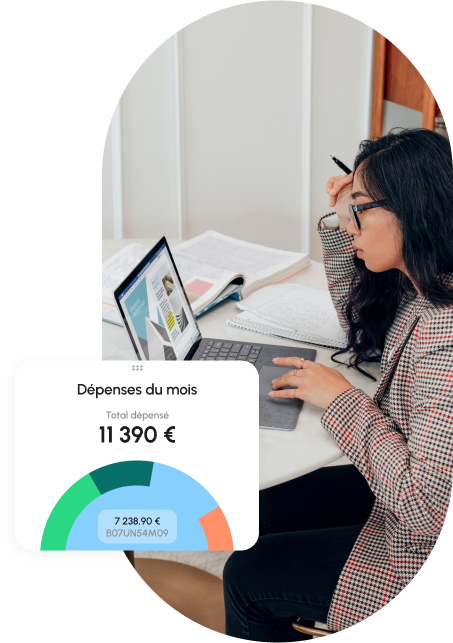 Dépenses du mois
Total dépensé
11 390 €
7 238.90 €
B07UN54M09